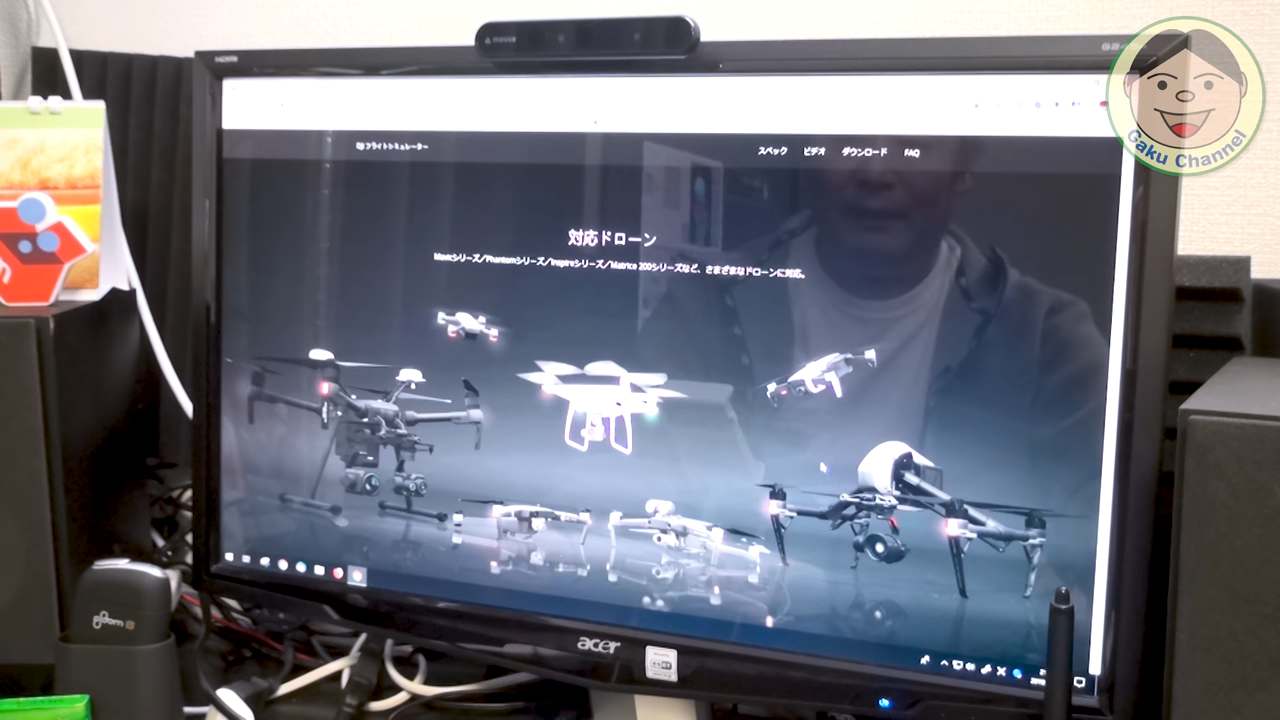 mouse
HDMI
Gaku Channel
フライトシミュレーター
スペック ビデオ ダウンロード FAQ
対応ドローン
Mavicシリーズ／Phantomシリーズ／Inspireシリーズ／Matrice 200シリーズなど、さまざまなドローンに対応。
ploom
acer
eset